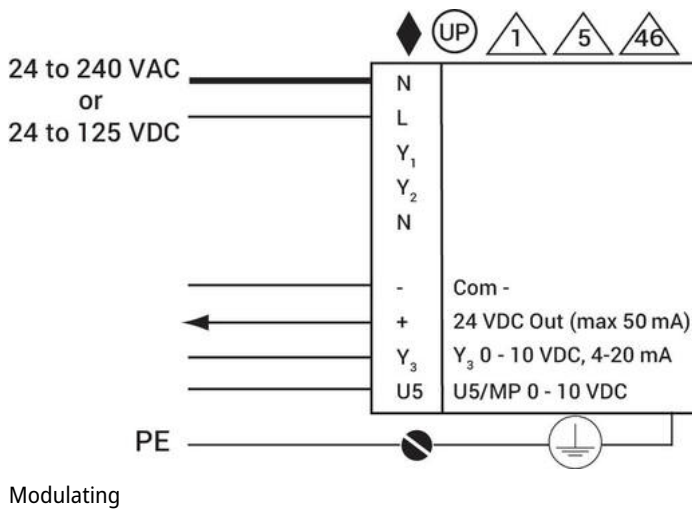 UP 1 5 46
24 to 240 VAC
or
24 to 125 VDC
N
L
Y1
Y2
N
- Com -
+ 24 VDC Out (max 50 mA)
Y3 Y3 0 - 10 VDC, 4-20 mA
U5 U5/MP 0 - 10 VDC
PE
Modulating